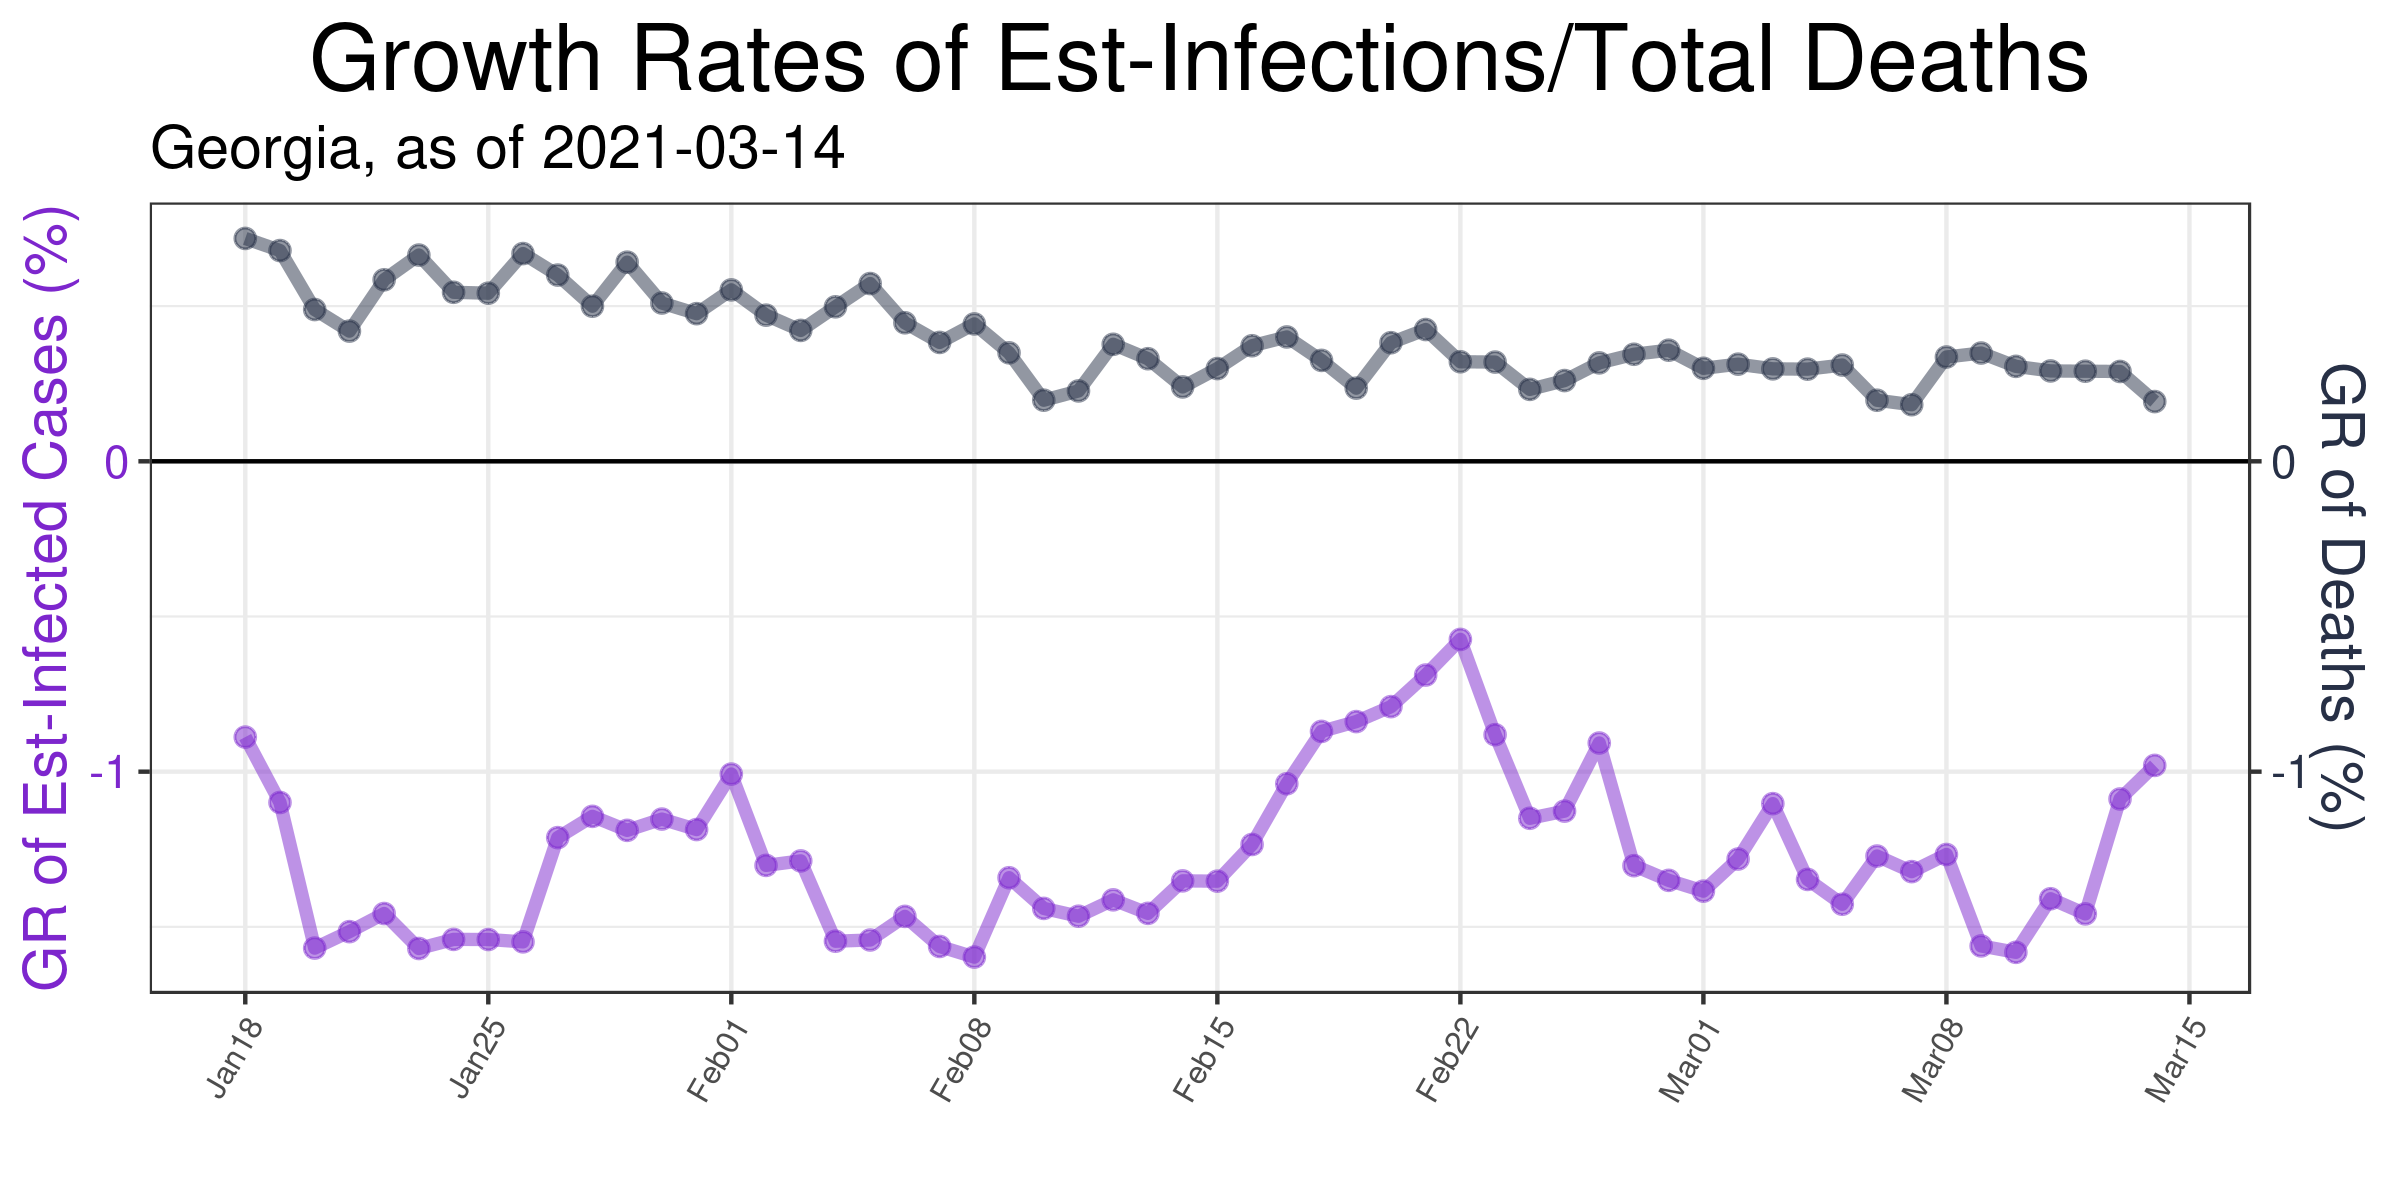 Growth Rates of Est-Infections/Total Deaths
Georgia, as of 2021-03-14
GR of Est-Infected Cases (%)
0
-1
0
-1
GR of Deaths (%)
Jan18
Jan25
Feb01
Feb08
Feb15
Feb22
Mar01
Mar08
Mar15